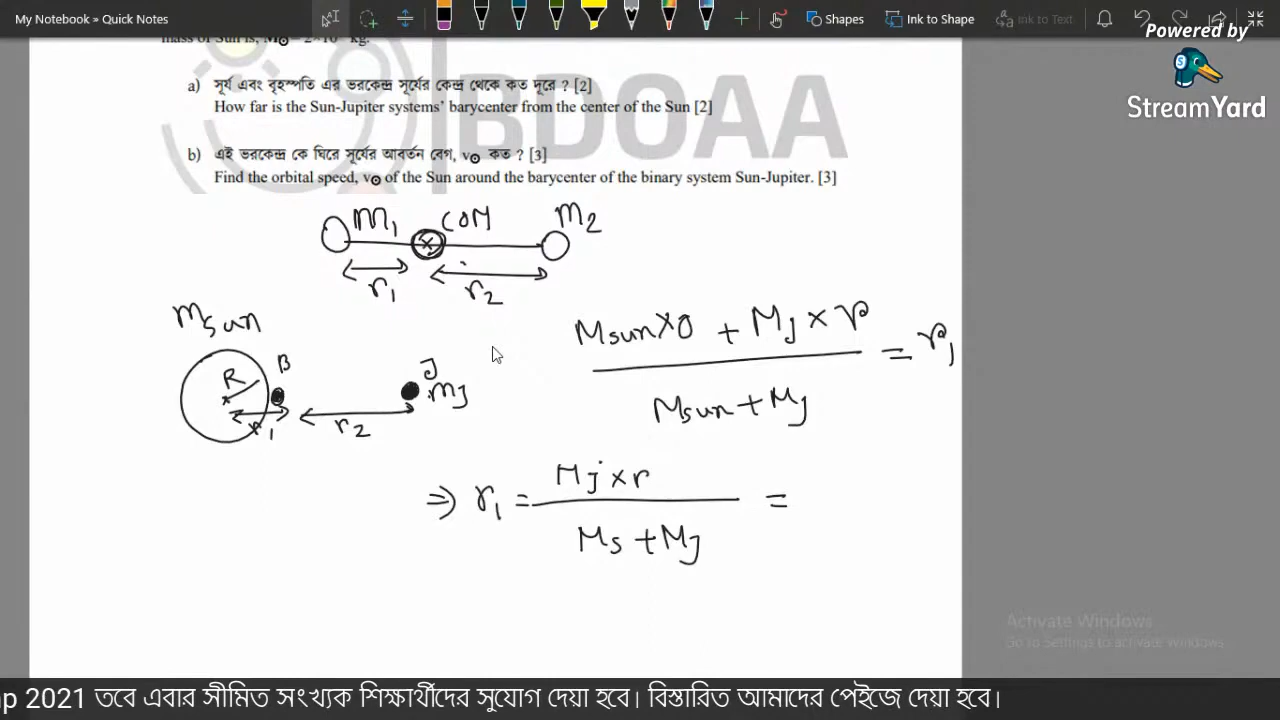 My Notebook » Quick Notes
Shapes
Ink to Shape
Ink to Text
Powered by
StreamYard
BDOAA
a) সূর্য এবং বৃহস্পতি এর ভরকেন্দ্র সূর্যের কেন্দ্র থেকে কত দূরে ? [2]
How far is the Sun-Jupiter systems' barycenter from the center of the Sun [2]
b) এই ভরকেন্দ্র কে ঘিরে সূর্যের আবর্তন বেগ, v⊙ কত ? [3]
Find the orbital speed, v⊙ of the Sun around the barycenter of the binary system Sun-Jupiter. [3]
M₁ COM M₂
r₁ r₂
Msun
R B J
MJ
r₁ r₂
Msun×0 + MJ × r
= r₁
Msun + MJ
Mj × r
⇒ r₁ = =
Ms + MJ
Activate Windows
Go to Settings to activate Windows.
2021 তবে এবার সীমিত সংখ্যক শিক্ষার্থীদের সুযোগ দেয়া হবে। বিস্তারিত আমাদের পেইজে দেয়া হবে।